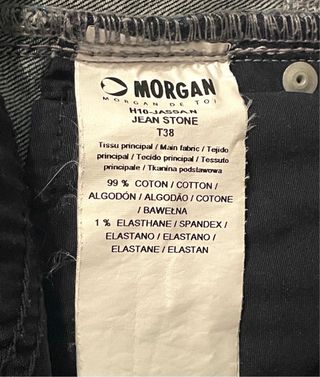 MORGAN
MORGAN DE TOI
H10-JASSA.N
JEAN STONE
T38
Tissu principal / Main fabric / Tejido
principal / Tecido principal / Tessuto
principale / Tkanina podstawowa
99 % COTON / COTTON /
ALGODÓN / ALGODÃO / COTONE
/ BAWEŁNA
1 % ELASTHANE / SPANDEX /
ELASTANO / ELASTANO /
ELASTANE / ELASTAN